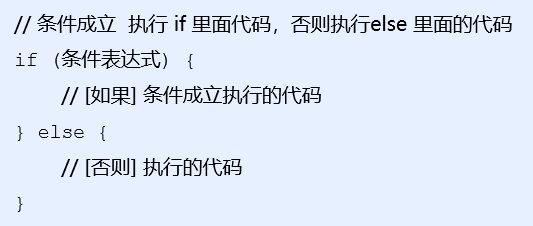 // 条件成立 执行 if 里面代码，否则执行else 里面的代码
if (条件表达式) {
// [如果] 条件成立执行的代码
} else {
// [否则] 执行的代码
}